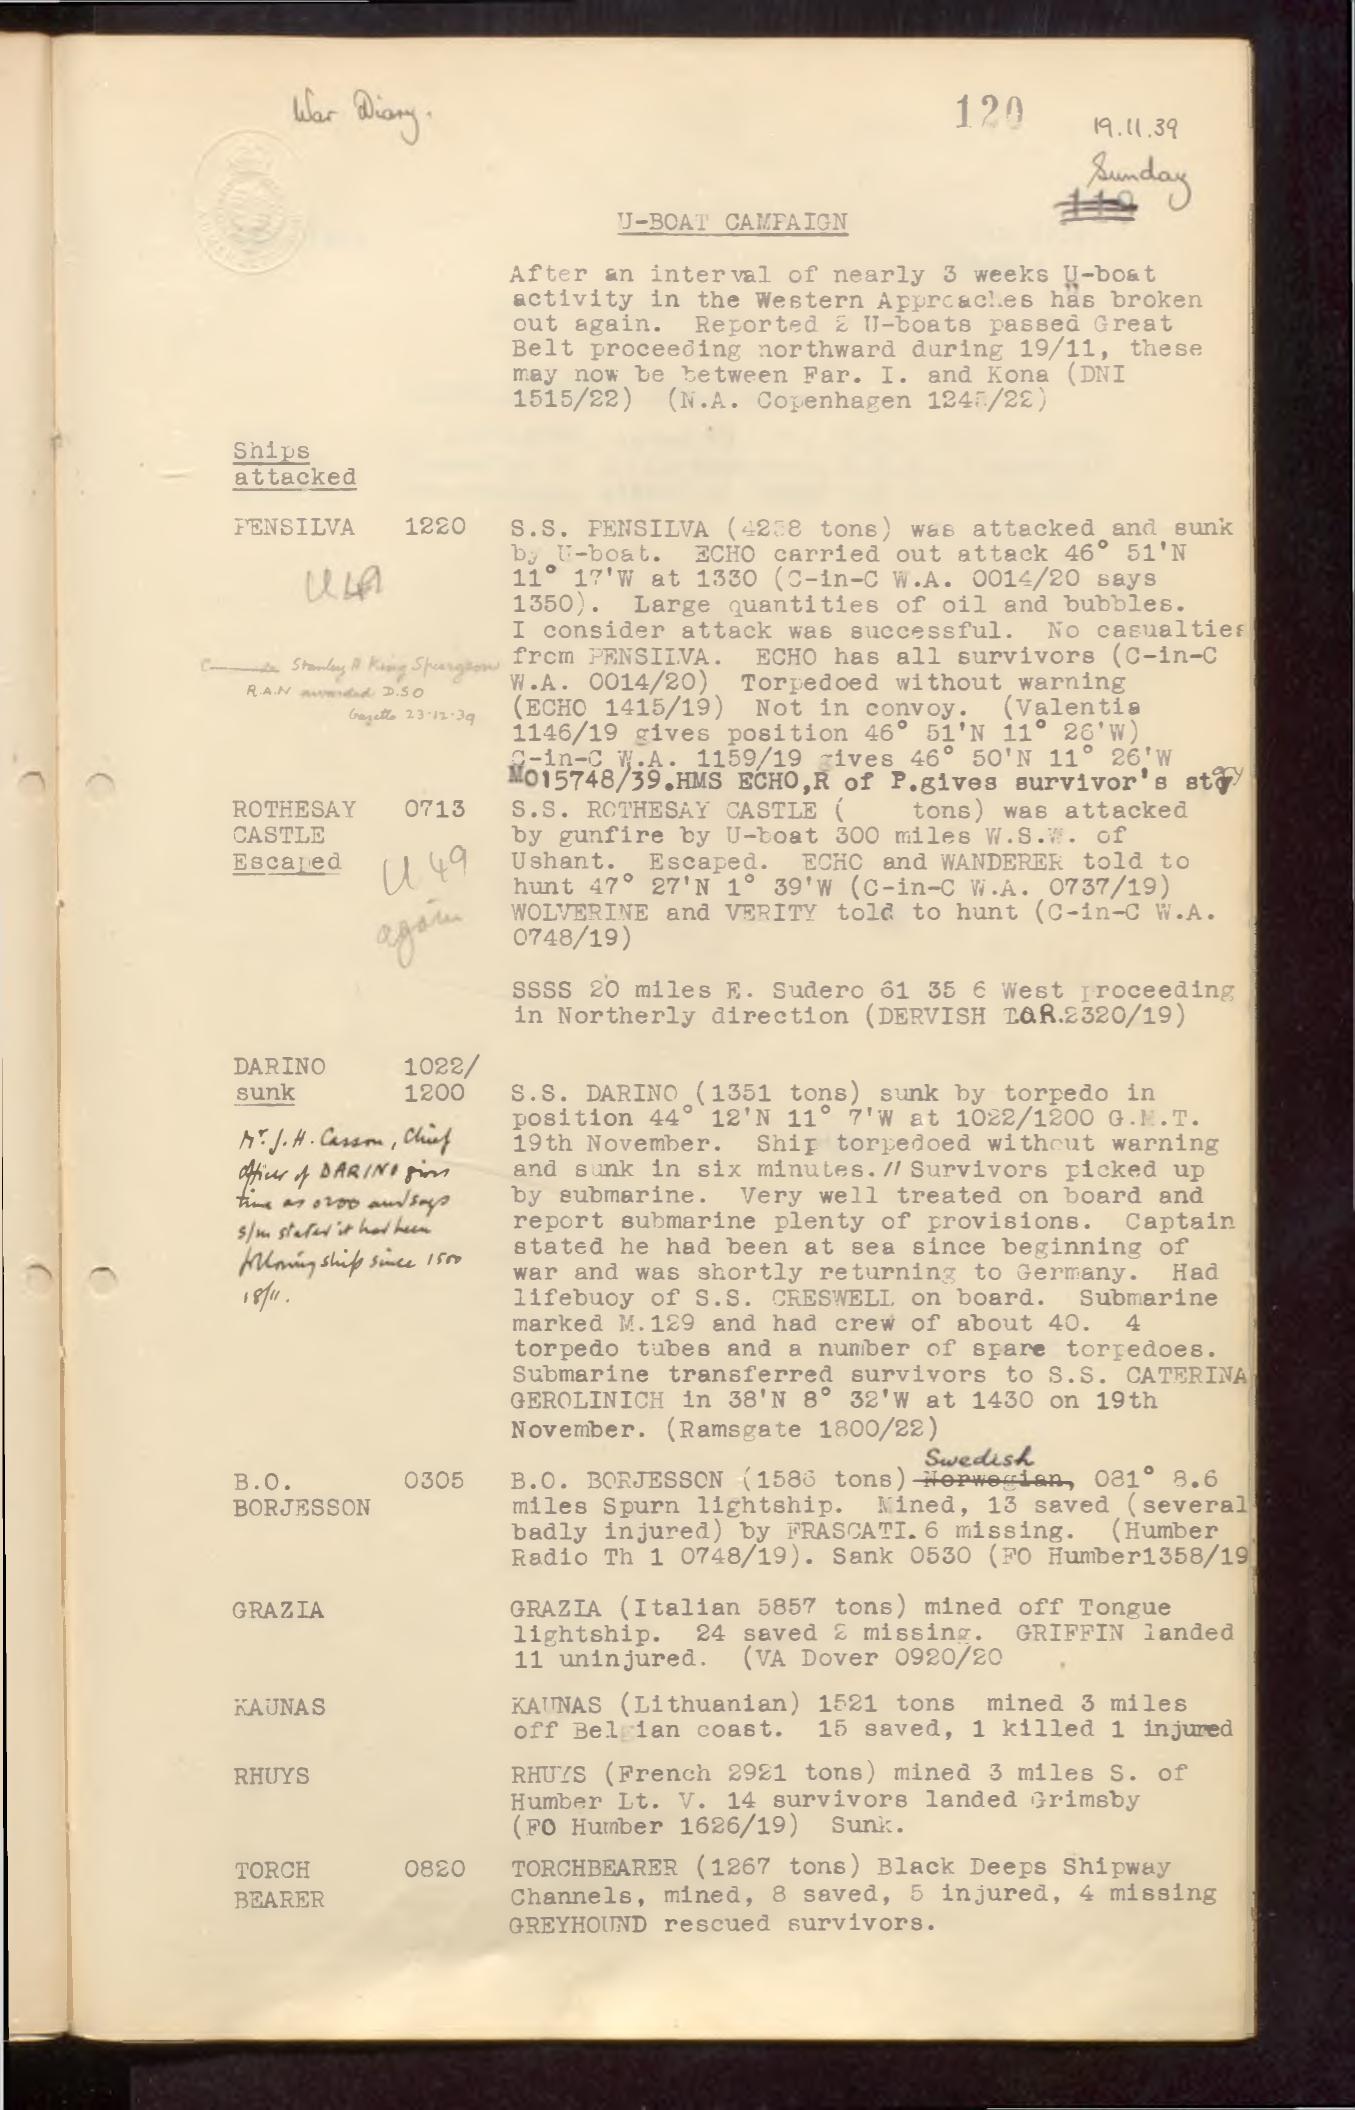 War Diary.
120
19.11.39
Sunday
U-BOAT CAMPAIGN
After an interval of nearly 3 weeks U-boat
activity in the Western Approaches has broken
out again. Reported 2 U-boats passed Great
Belt proceeding northward during 19/11, these
may now be between Far. I. and Kona (DNI
1515/22) (N.A. Copenhagen 1245/22)
Ships
attacked
PENSILVA 1220 S.S. PENSILVA (4258 tons) was attacked and sunk
by U-boat. ECHO carried out attack 46° 51'N
11° 17'W at 1330 (C-in-C W.A. 0014/20 says
1350). Large quantities of oil and bubbles.
I consider attack was successful. No casualties
from PENSILVA. ECHO has all survivors (C-in-C
W.A. 0014/20) Torpedoed without warning
(ECHO 1415/19) Not in convoy. (Valentia
1146/19 gives position 46° 51'N 11° 26'W)
C-in-C W.A. 1159/19 gives 46° 50'N 11° 26'W
M015748/39.HMS ECHO,R of P.gives survivor's story
U 49
Stanley A King Spurgeon
R.A.N awarded D.S.O
Gazette 23-12-39
ROTHESAY 0713 S.S. ROTHESAY CASTLE ( tons) was attacked
CASTLE by gunfire by U-boat 300 miles W.S.W. of
Escaped Ushant. Escaped. ECHO and WANDERER told to
hunt 47° 27'N 1° 39'W (C-in-C W.A. 0737/19)
WOLVERINE and VERITY told to hunt (C-in-C W.A.
0748/19)
U 49
again
SSSS 20 miles E. Sudero 61 35 6 West proceeding
in Northerly direction (DERVISH T.O.R.2320/19)
DARINO 1022/
sunk 1200 S.S. DARINO (1351 tons) sunk by torpedo in
position 44° 12'N 11° 7'W at 1022/1200 G.M.T.
19th November. Ship torpedoed without warning
and sunk in six minutes.// Survivors picked up
by submarine. Very well treated on board and
report submarine plenty of provisions. Captain
stated he had been at sea since beginning of
war and was shortly returning to Germany. Had
lifebuoy of S.S. CRESWELL on board. Submarine
marked M.129 and had crew of about 40. 4
torpedo tubes and a number of spare torpedoes.
Submarine transferred survivors to S.S. CATERINA
GEROLINICH in 38'N 8° 32'W at 1430 on 19th
November. (Ramsgate 1800/22)
Mr. J.H. Casson, Chief
Officer of DARINO gives
time as 0200 and says
s/m stated it had been
following ship since 1500
18/11.
Swedish
B.O. 0305 B.O. BORJESSON (1586 tons) Norwegian, 081° 8.6
BORJESSON miles Spurn lightship. Mined, 13 saved (several
badly injured) by FRASCATI. 6 missing. (Humber
Radio Th 1 0748/19). Sank 0530 (FO Humber1358/19
GRAZIA GRAZIA (Italian 5857 tons) mined off Tongue
lightship. 24 saved 2 missing. GRIFFIN landed
11 uninjured. (VA Dover 0920/20
KAUNAS KAUNAS (Lithuanian) 1521 tons mined 3 miles
off Belgian coast. 15 saved, 1 killed 1 injured
RHUYS RHUYS (French 2921 tons) mined 3 miles S. of
Humber Lt. V. 14 survivors landed Grimsby
(FO Humber 1626/19) Sunk.
TORCH 0820 TORCHBEARER (1267 tons) Black Deeps Shipway
BEARER Channels, mined, 8 saved, 5 injured, 4 missing
GREYHOUND rescued survivors.